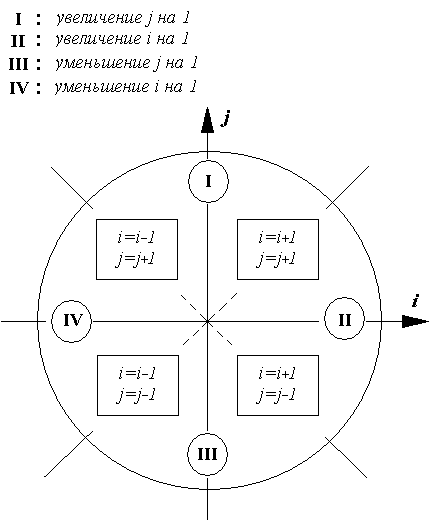 I : увеличение j на 1
II : увеличение i на 1
III : уменьшение j на 1
IV : уменьшение i на 1
j
I
i=i-1
j=j+1
i=i+1
j=j+1
i
IV
II
i=i-1
j=j-1
i=i+1
j=j-1
III